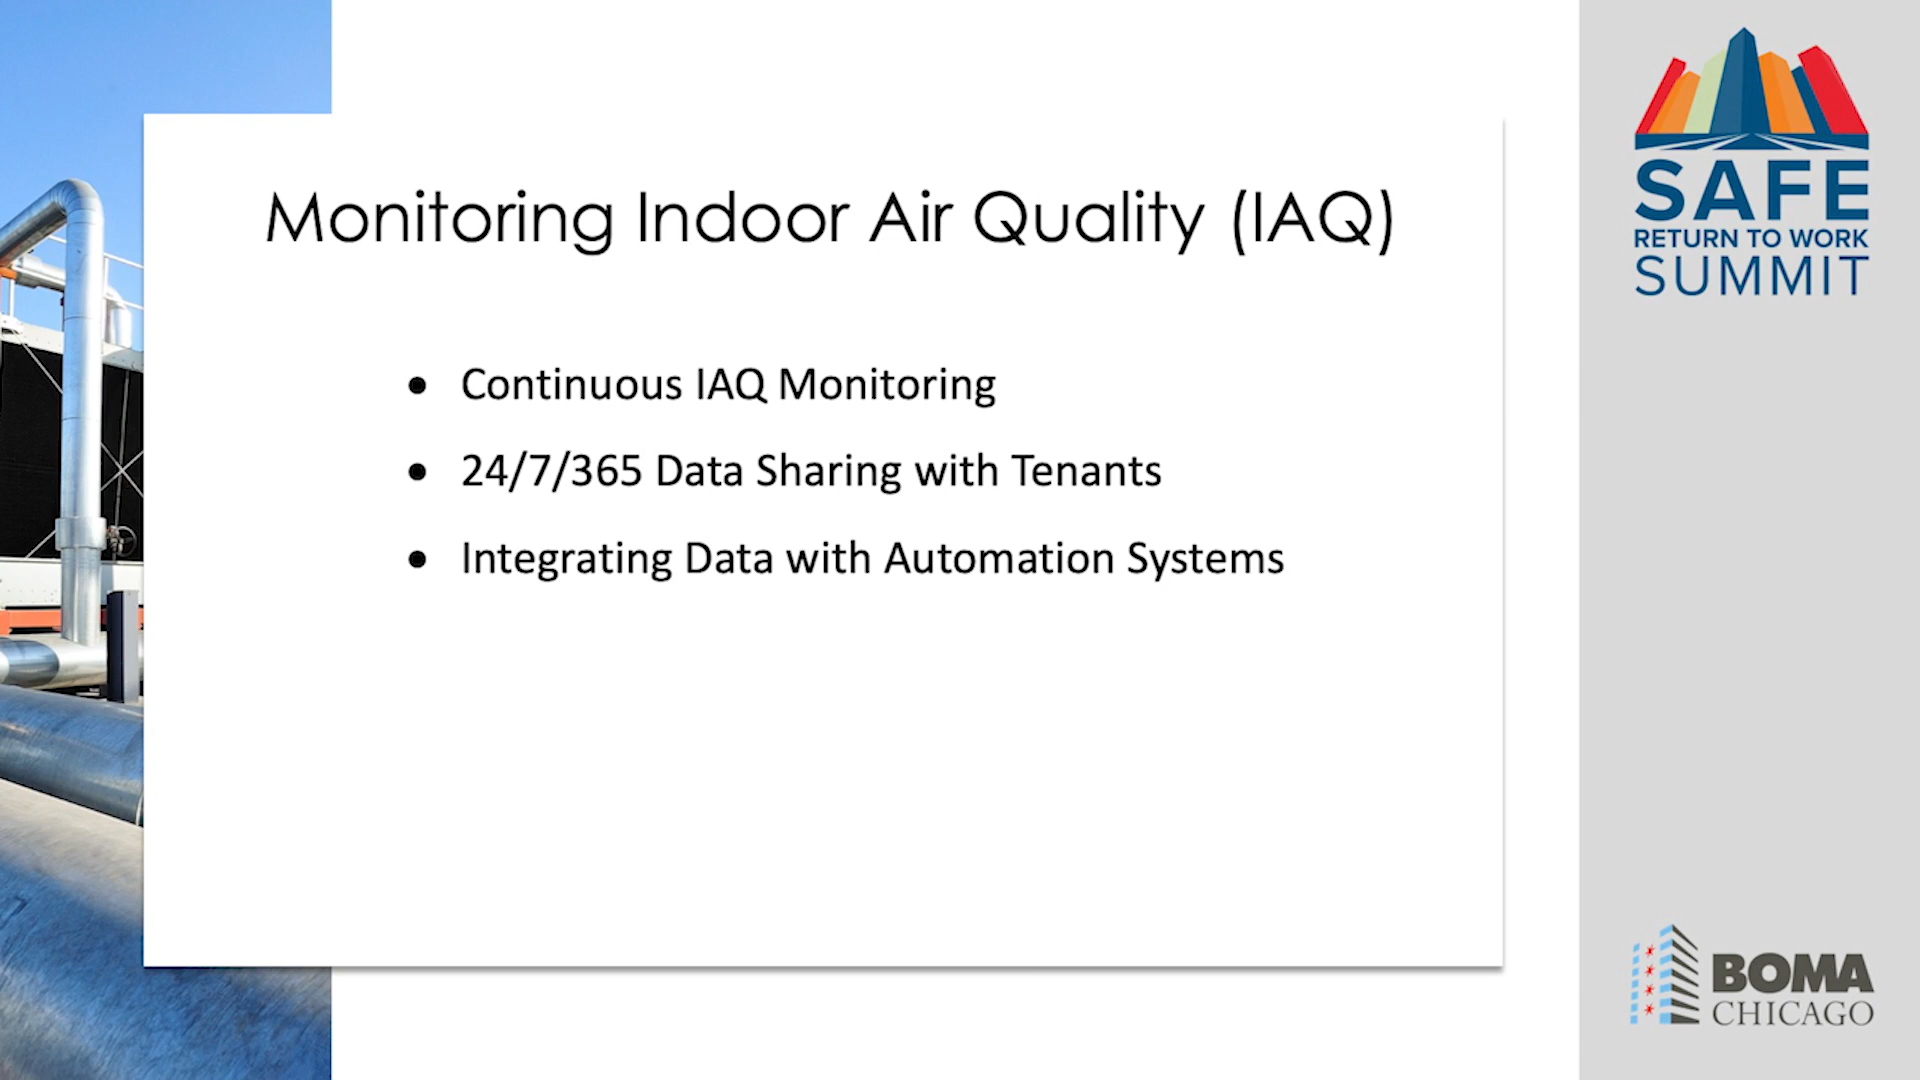 Monitoring Indoor Air Quality (IAQ)
• Continuous IAQ Monitoring
• 24/7/365 Data Sharing with Tenants
• Integrating Data with Automation Systems
SAFE
RETURN TO WORK
SUMMIT
BOMA
CHICAGO